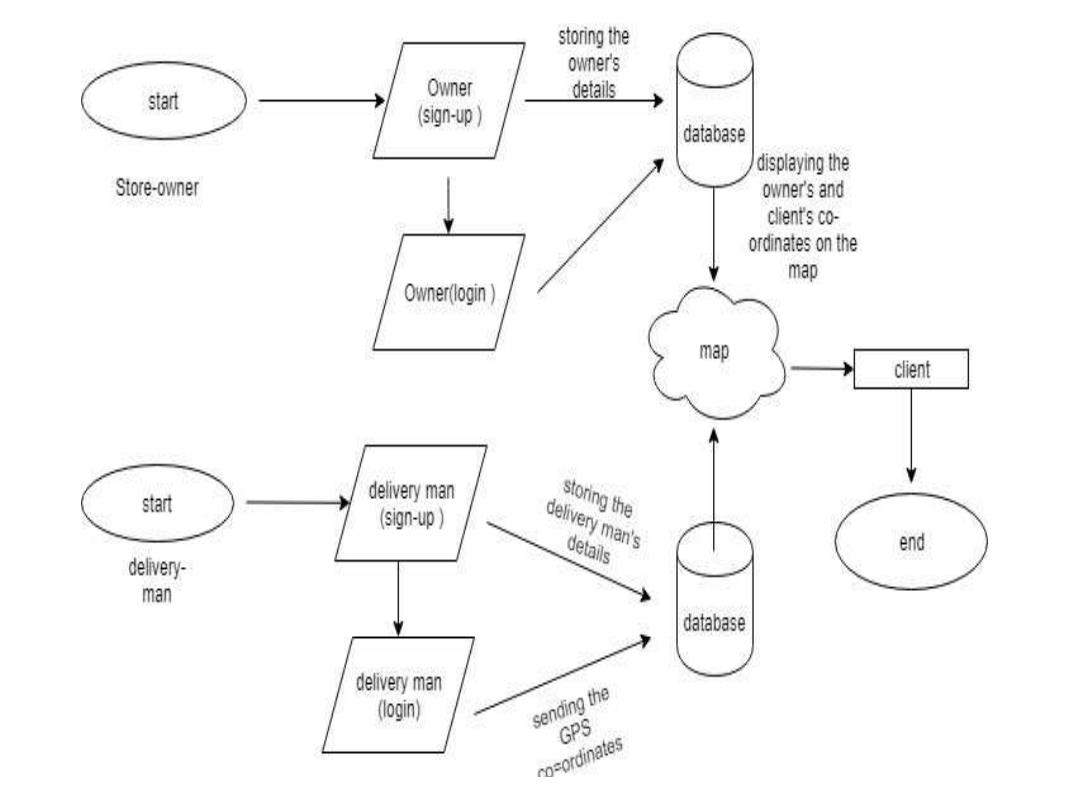 start
Store-owner
Owner
(sign-up )
storing the
owner's
details
database
Owner(login )
displaying the
owner's and
client's co-
ordinates on the
map
map
client
end
start
delivery-
man
delivery man
(sign-up )
storing the
delivery man's
details
database
delivery man
(login)
sending the
GPS
co=ordinates